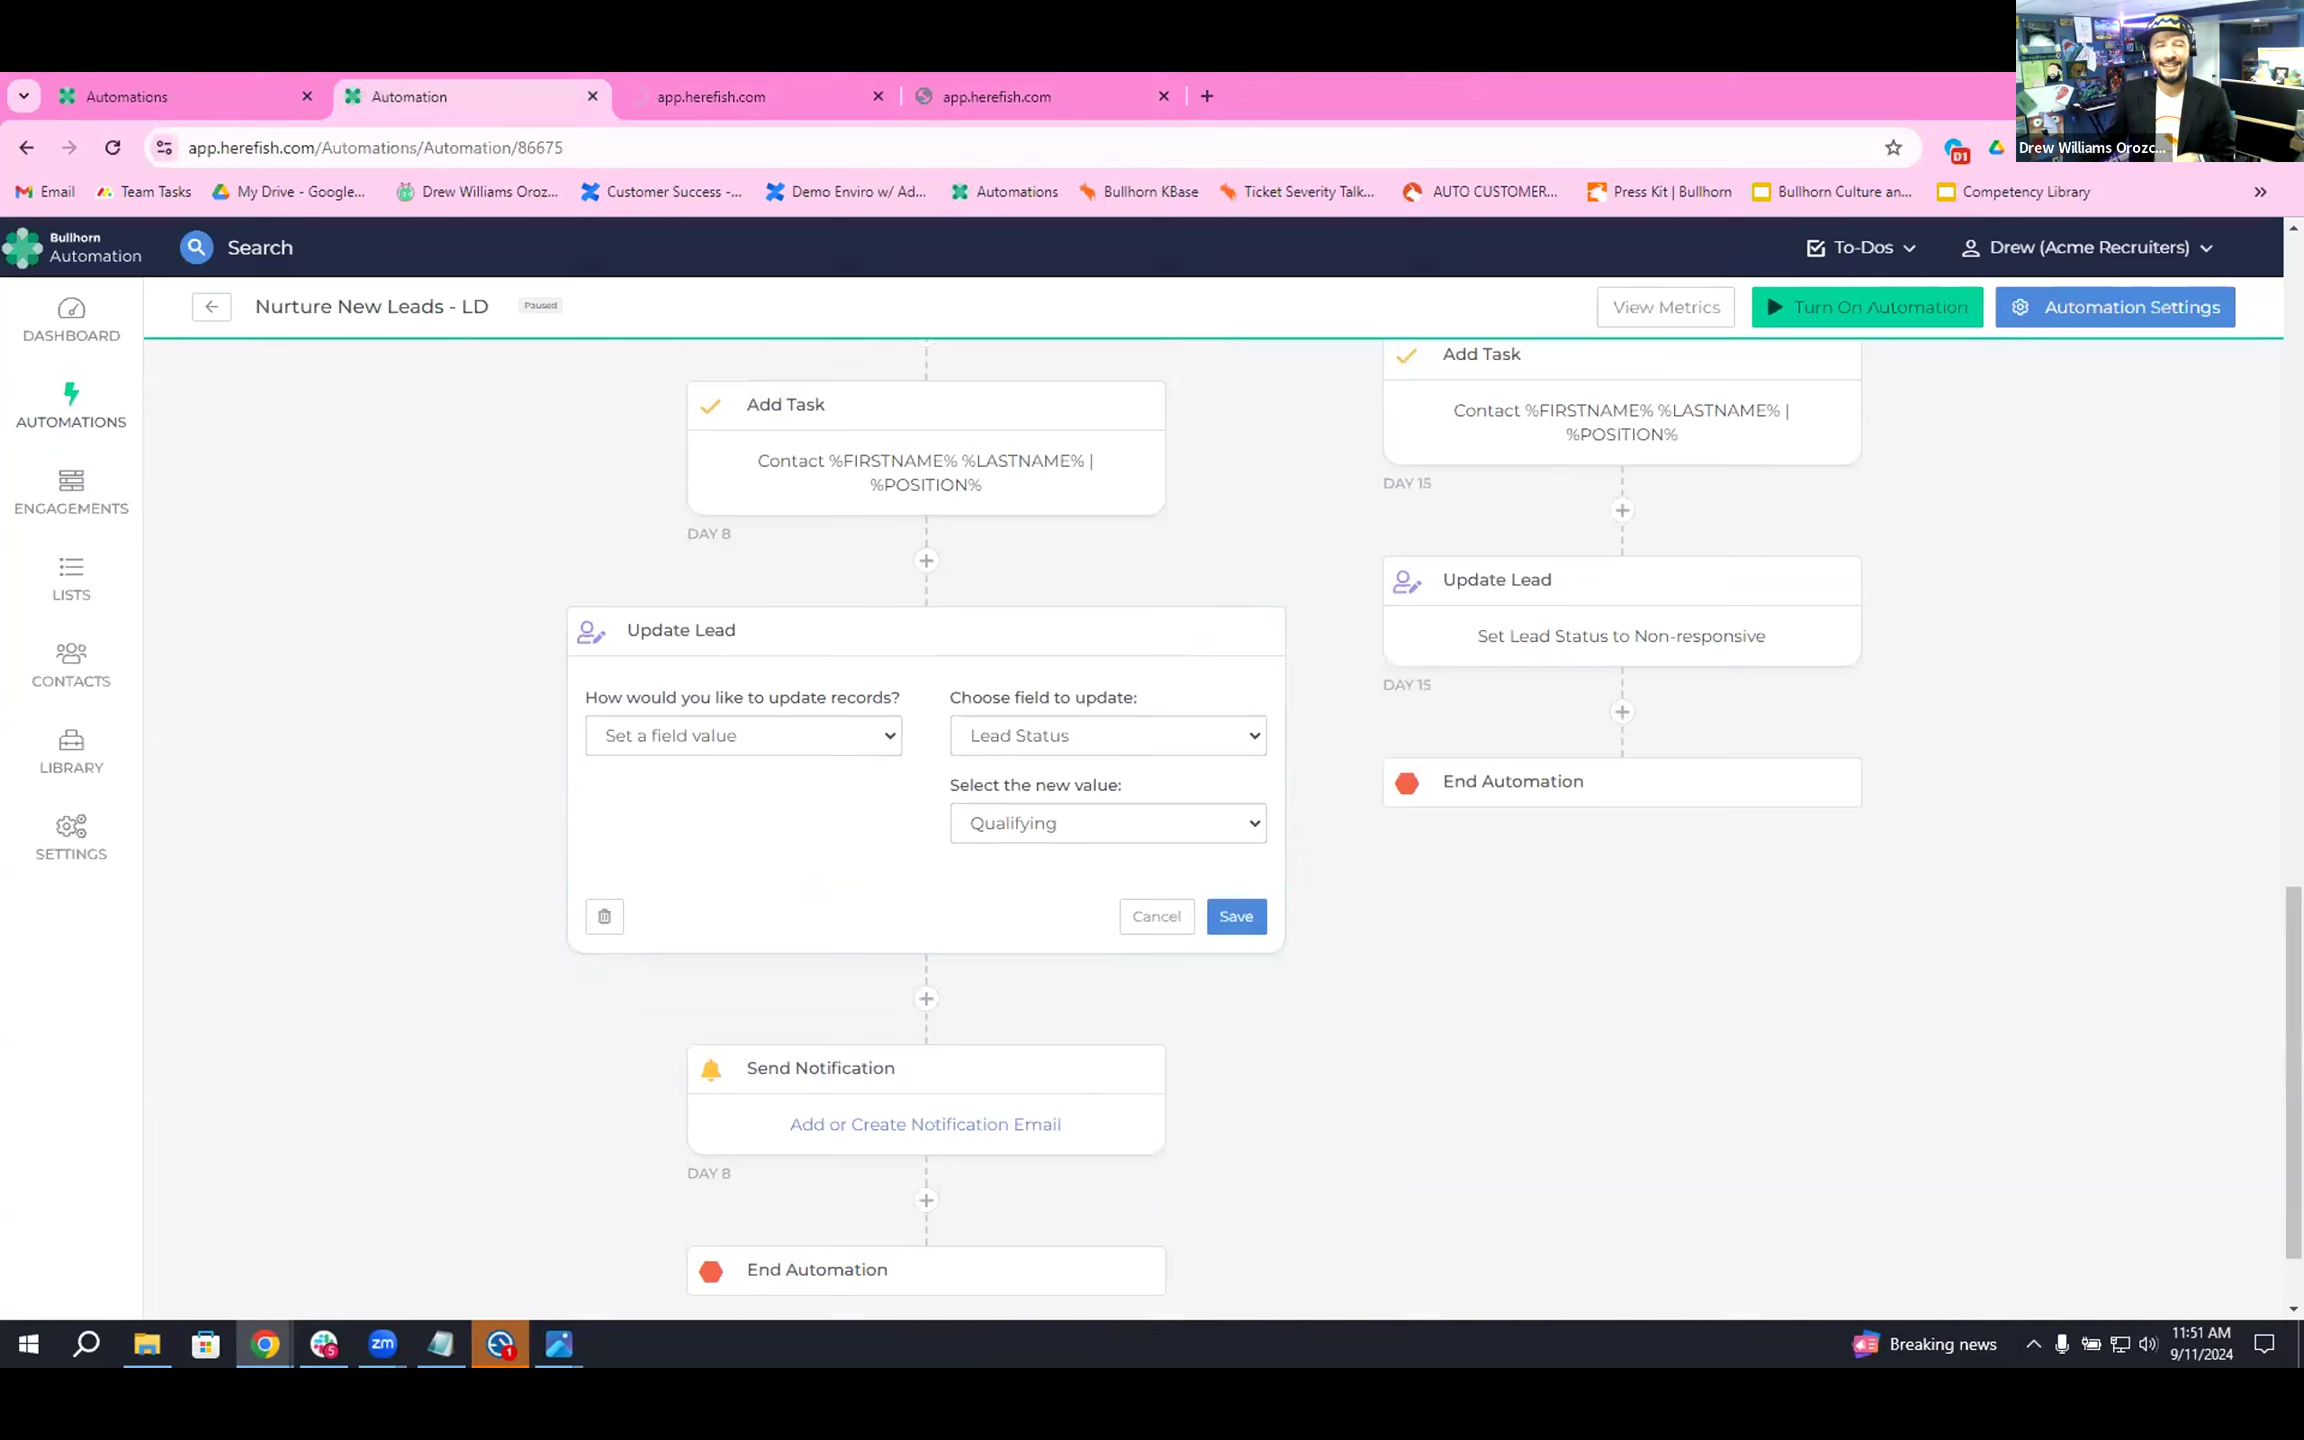 Automations
Automation
app.herefish.com
app.herefish.com
Drew Williams Orozc...
app.herefish.com/Automations/Automation/86675
D1
Email
Team Tasks
My Drive - Google...
Drew Williams Oroz...
Customer Success -...
Demo Enviro w/ Ad...
Automations
Bullhorn KBase
Ticket Severity Talk...
AUTO CUSTOMER...
Press Kit | Bullhorn
Bullhorn Culture an...
Competency Library
Bullhorn
Automation
Search
To-Dos
Drew (Acme Recruiters)
Nurture New Leads - LD
Paused
View Metrics
Turn On Automation
Automation Settings
DASHBOARD
AUTOMATIONS
ENGAGEMENTS
LISTS
CONTACTS
LIBRARY
SETTINGS
Add Task
Contact %FIRSTNAME% %LASTNAME% |
%POSITION%
DAY 8
Update Lead
How would you like to update records?
Set a field value
Choose field to update:
Lead Status
Select the new value:
Qualifying
Cancel
Save
Send Notification
Add or Create Notification Email
DAY 8
End Automation
Add Task
Contact %FIRSTNAME% %LASTNAME% |
%POSITION%
DAY 15
Update Lead
Set Lead Status to Non-responsive
DAY 15
End Automation
5
zm
1
Breaking news
11:51 AM
9/11/2024